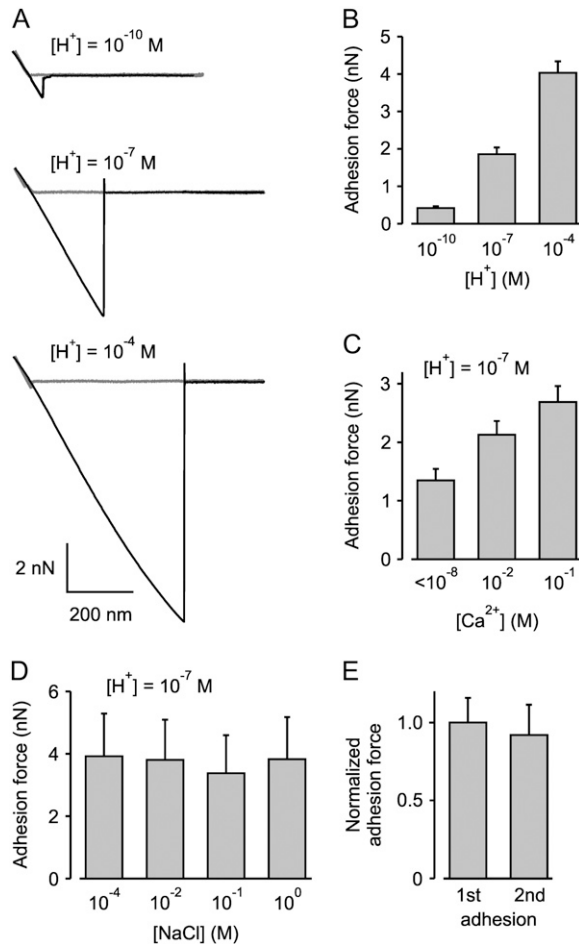 A
[H⁺] = 10⁻¹⁰ M
[H⁺] = 10⁻⁷ M
[H⁺] = 10⁻⁴ M
2 nN
200 nm
B
Adhesion force (nN)
5
4
3
2
1
0
10⁻¹⁰ 10⁻⁷ 10⁻⁴
[H⁺] (M)
C
[H⁺] = 10⁻⁷ M
Adhesion force (nN)
3
2
1
0
<10⁻⁸ 10⁻² 10⁻¹
[Ca²⁺] (M)
D
[H⁺] = 10⁻⁷ M
Adhesion force (nN)
6
4
2
0
10⁻⁴ 10⁻² 10⁻¹ 10⁰
[NaCl] (M)
E
Normalized
adhesion force
1.0
0.5
0
1st 2nd
adhesion